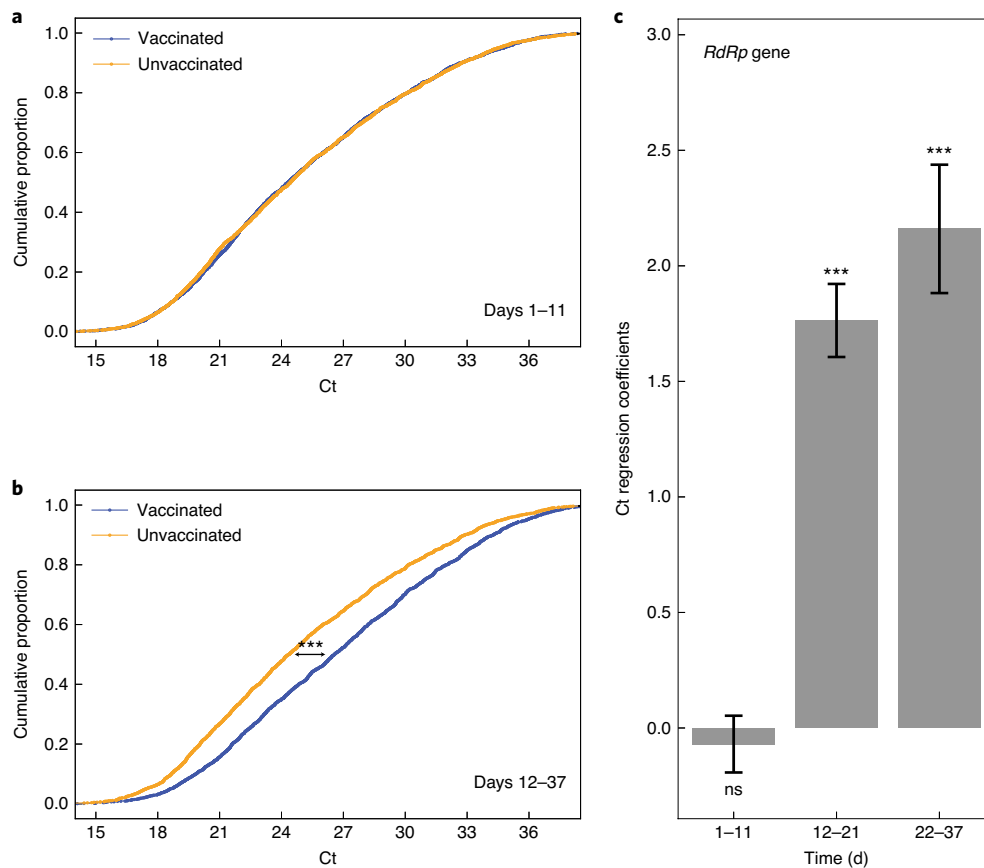 a
Vaccinated
Unvaccinated
Cumulative proportion
1.0
0.8
0.6
0.4
0.2
0.0
Days 1–11
15 18 21 24 27 30 33 36
Ct
b
Vaccinated
Unvaccinated
Cumulative proportion
1.0
0.8
0.6
0.4
0.2
0.0
***
Days 12–37
15 18 21 24 27 30 33 36
Ct
c
RdRp gene
Ct regression coefficients
3.0
2.5
2.0
1.5
1.0
0.5
0.0
***
***
ns
1–11 12–21 22–37
Time (d)